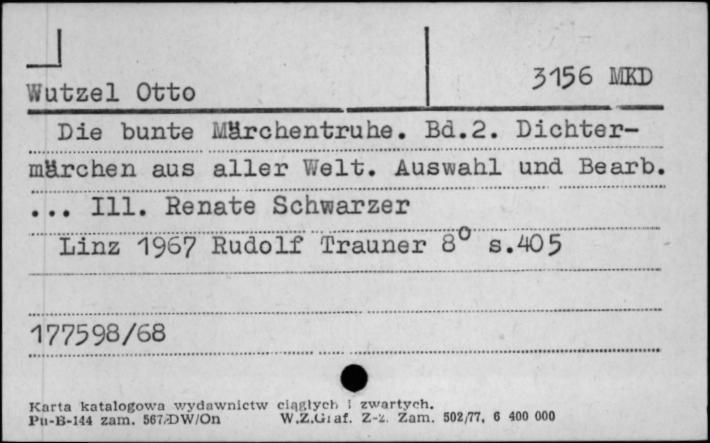 3156 MKD
Wutzel Otto
Die bunte Märchentruhe. Bd.2. Dichter-
märchen aus aller Welt. Auswahl und Bearb.
... Ill. Renate Schwarzer
Linz 1967 Rudolf Trauner 8° s.405
177598/68
Karta katalogowa wydawnictw ciągłych i zwartych.
Pu-B-144 zam. 567/DW/On W.Z.Graf. Z-2. Zam. 502/77, 6 400 000